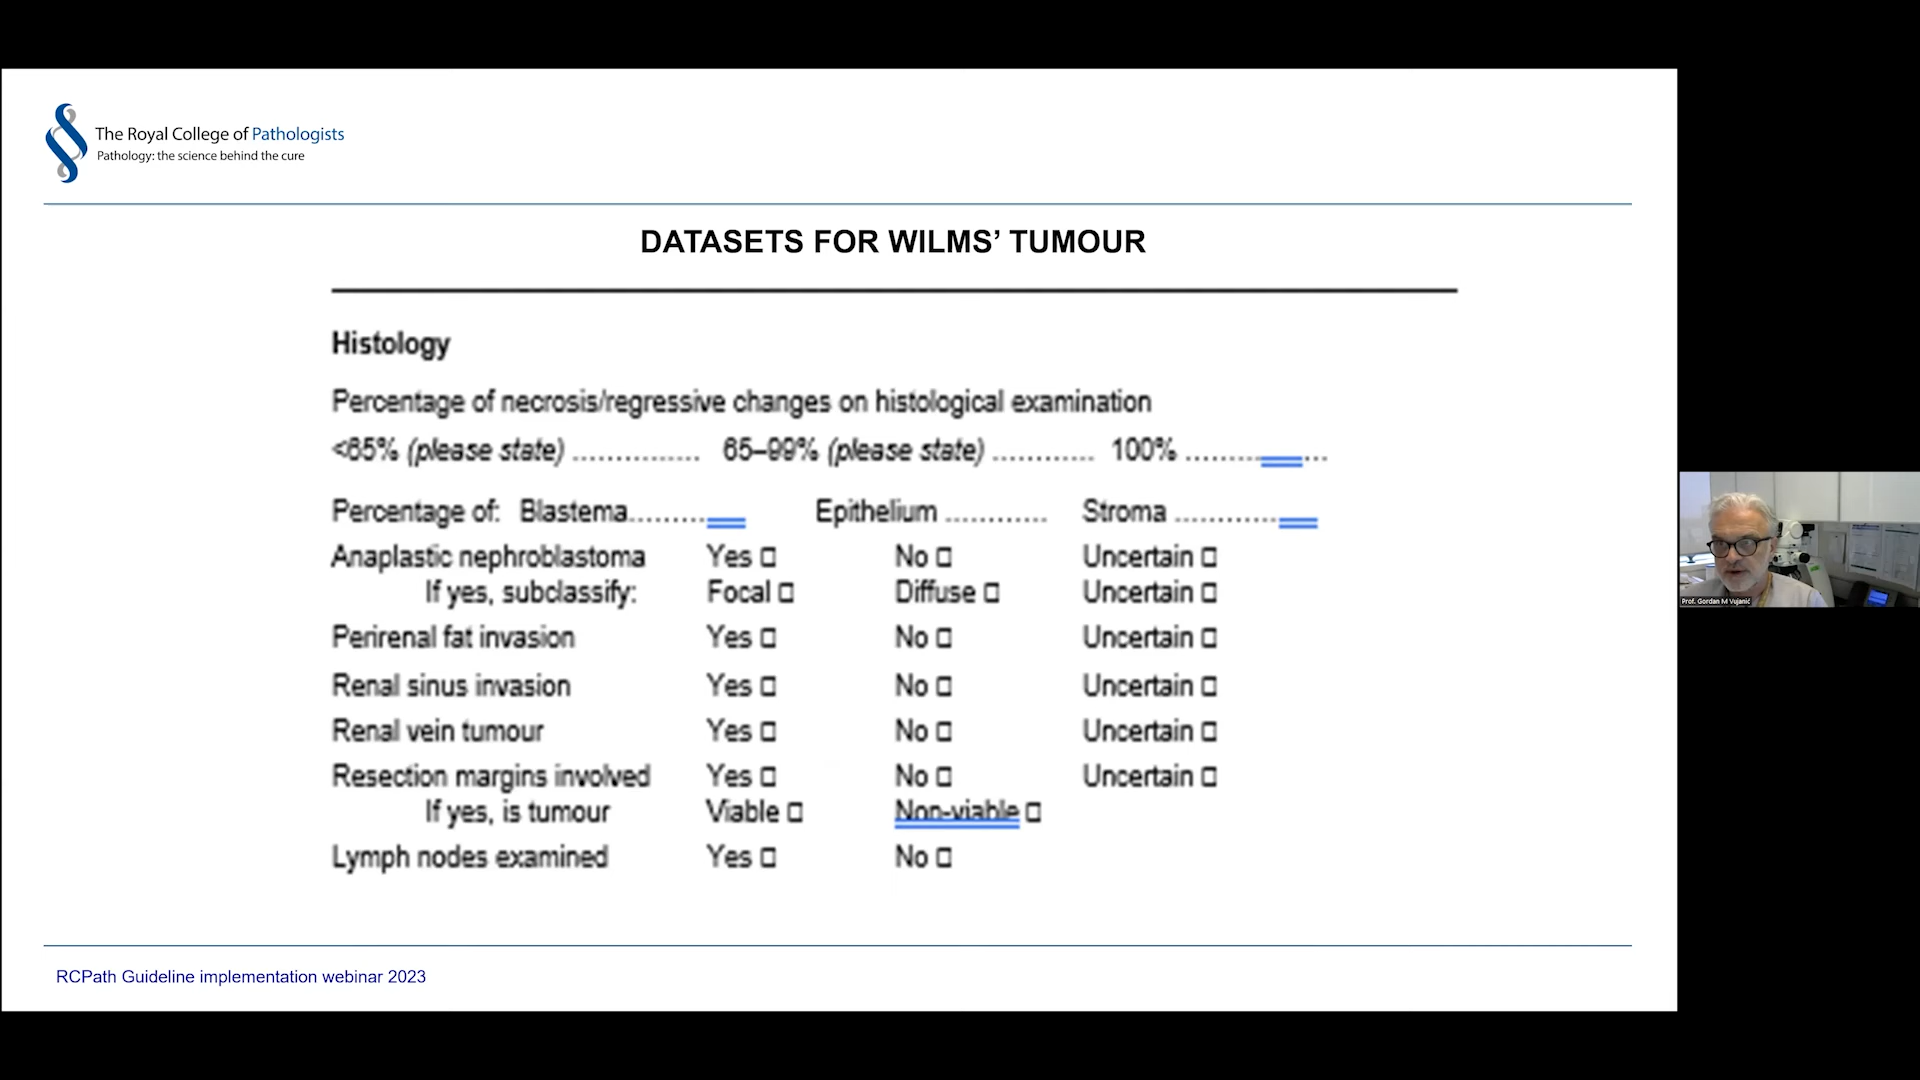 The Royal College of Pathologists
Pathology: the science behind the cure
DATASETS FOR WILMS’ TUMOUR
Histology
Percentage of necrosis/regressive changes on histological examination
<65% (please state) ............... 65–99% (please state) ............ 100% ...............
Percentage of: Blastema............ Epithelium ............ Stroma ...............
Anaplastic nephroblastoma Yes □ No □ Uncertain □
If yes, subclassify: Focal □ Diffuse □ Uncertain □
Perirenal fat invasion Yes □ No □ Uncertain □
Renal sinus invasion Yes □ No □ Uncertain □
Renal vein tumour Yes □ No □ Uncertain □
Resection margins involved Yes □ No □ Uncertain □
If yes, is tumour Viable □ Non-viable □
Lymph nodes examined Yes □ No □
RCPath Guideline implementation webinar 2023
Prof. Gordan M Vujanić